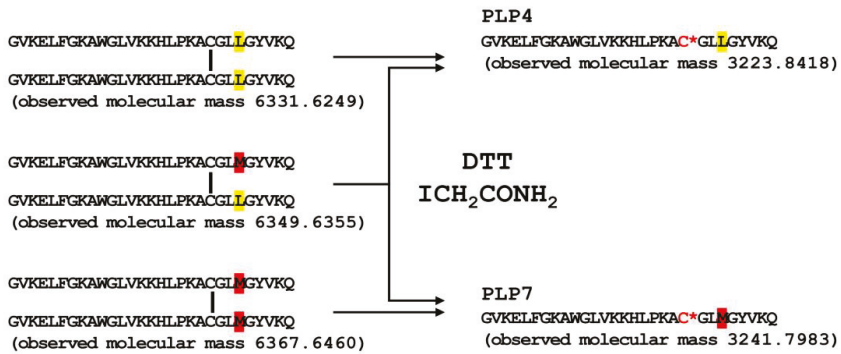 GVKELFGKAWGLVKKHLPKACGLLGYVKQ
GVKELFGKAWGLVKKHLPKACGLLGYVKQ
(observed molecular mass 6331.6249)
GVKELFGKAWGLVKKHLPKACGLMGYVKQ
GVKELFGKAWGLVKKHLPKACGLLGYVKQ
(observed molecular mass 6349.6355)
GVKELFGKAWGLVKKHLPKACGLMGYVKQ
GVKELFGKAWGLVKKHLPKACGLMGYVKQ
(observed molecular mass 6367.6460)
DTT
ICH₂CONH₂
PLP4
GVKELFGKAWGLVKKHLPKAC*GLLGYVKQ
(observed molecular mass 3223.8418)
PLP7
GVKELFGKAWGLVKKHLPKAC*GLMGYVKQ
(observed molecular mass 3241.7983)